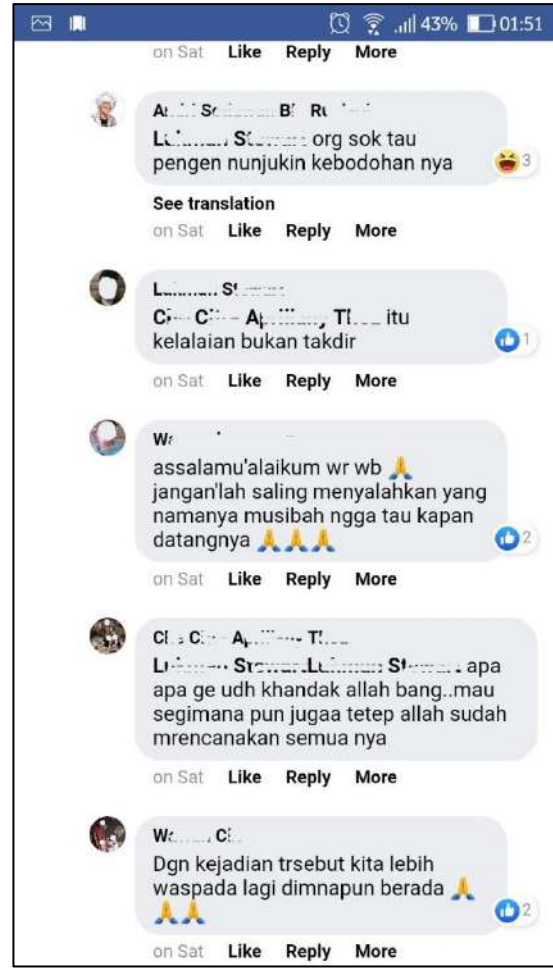 43% 01:51
on Sat Like Reply More
org sok tau
pengen nunjukin kebodohan nya
3
See translation
on Sat Like Reply More
itu
kelalaian bukan takdir
1
on Sat Like Reply More
assalamu'alaikum wr wb 🙏
jangan'lah saling menyalahkan yang
namanya musibah ngga tau kapan
datangnya 🙏🙏🙏
2
on Sat Like Reply More
apa
apa ge udh khandak allah bang..mau
segimana pun jugaa tetep allah sudah
mrencanakan semua nya
on Sat Like Reply More
Dgn kejadian trsebut kita lebih
waspada lagi dimnapun berada 🙏
🙏🙏
2
on Sat Like Reply More